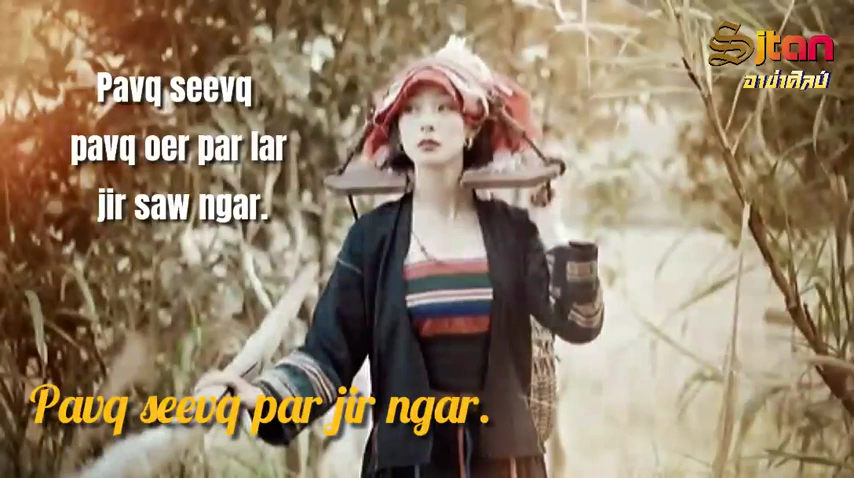 Sjtan
อาข่าศิลป์
Pavq seevq
pavq oer par lar
jir saw ngar.
Pavq seevq par jir ngar.